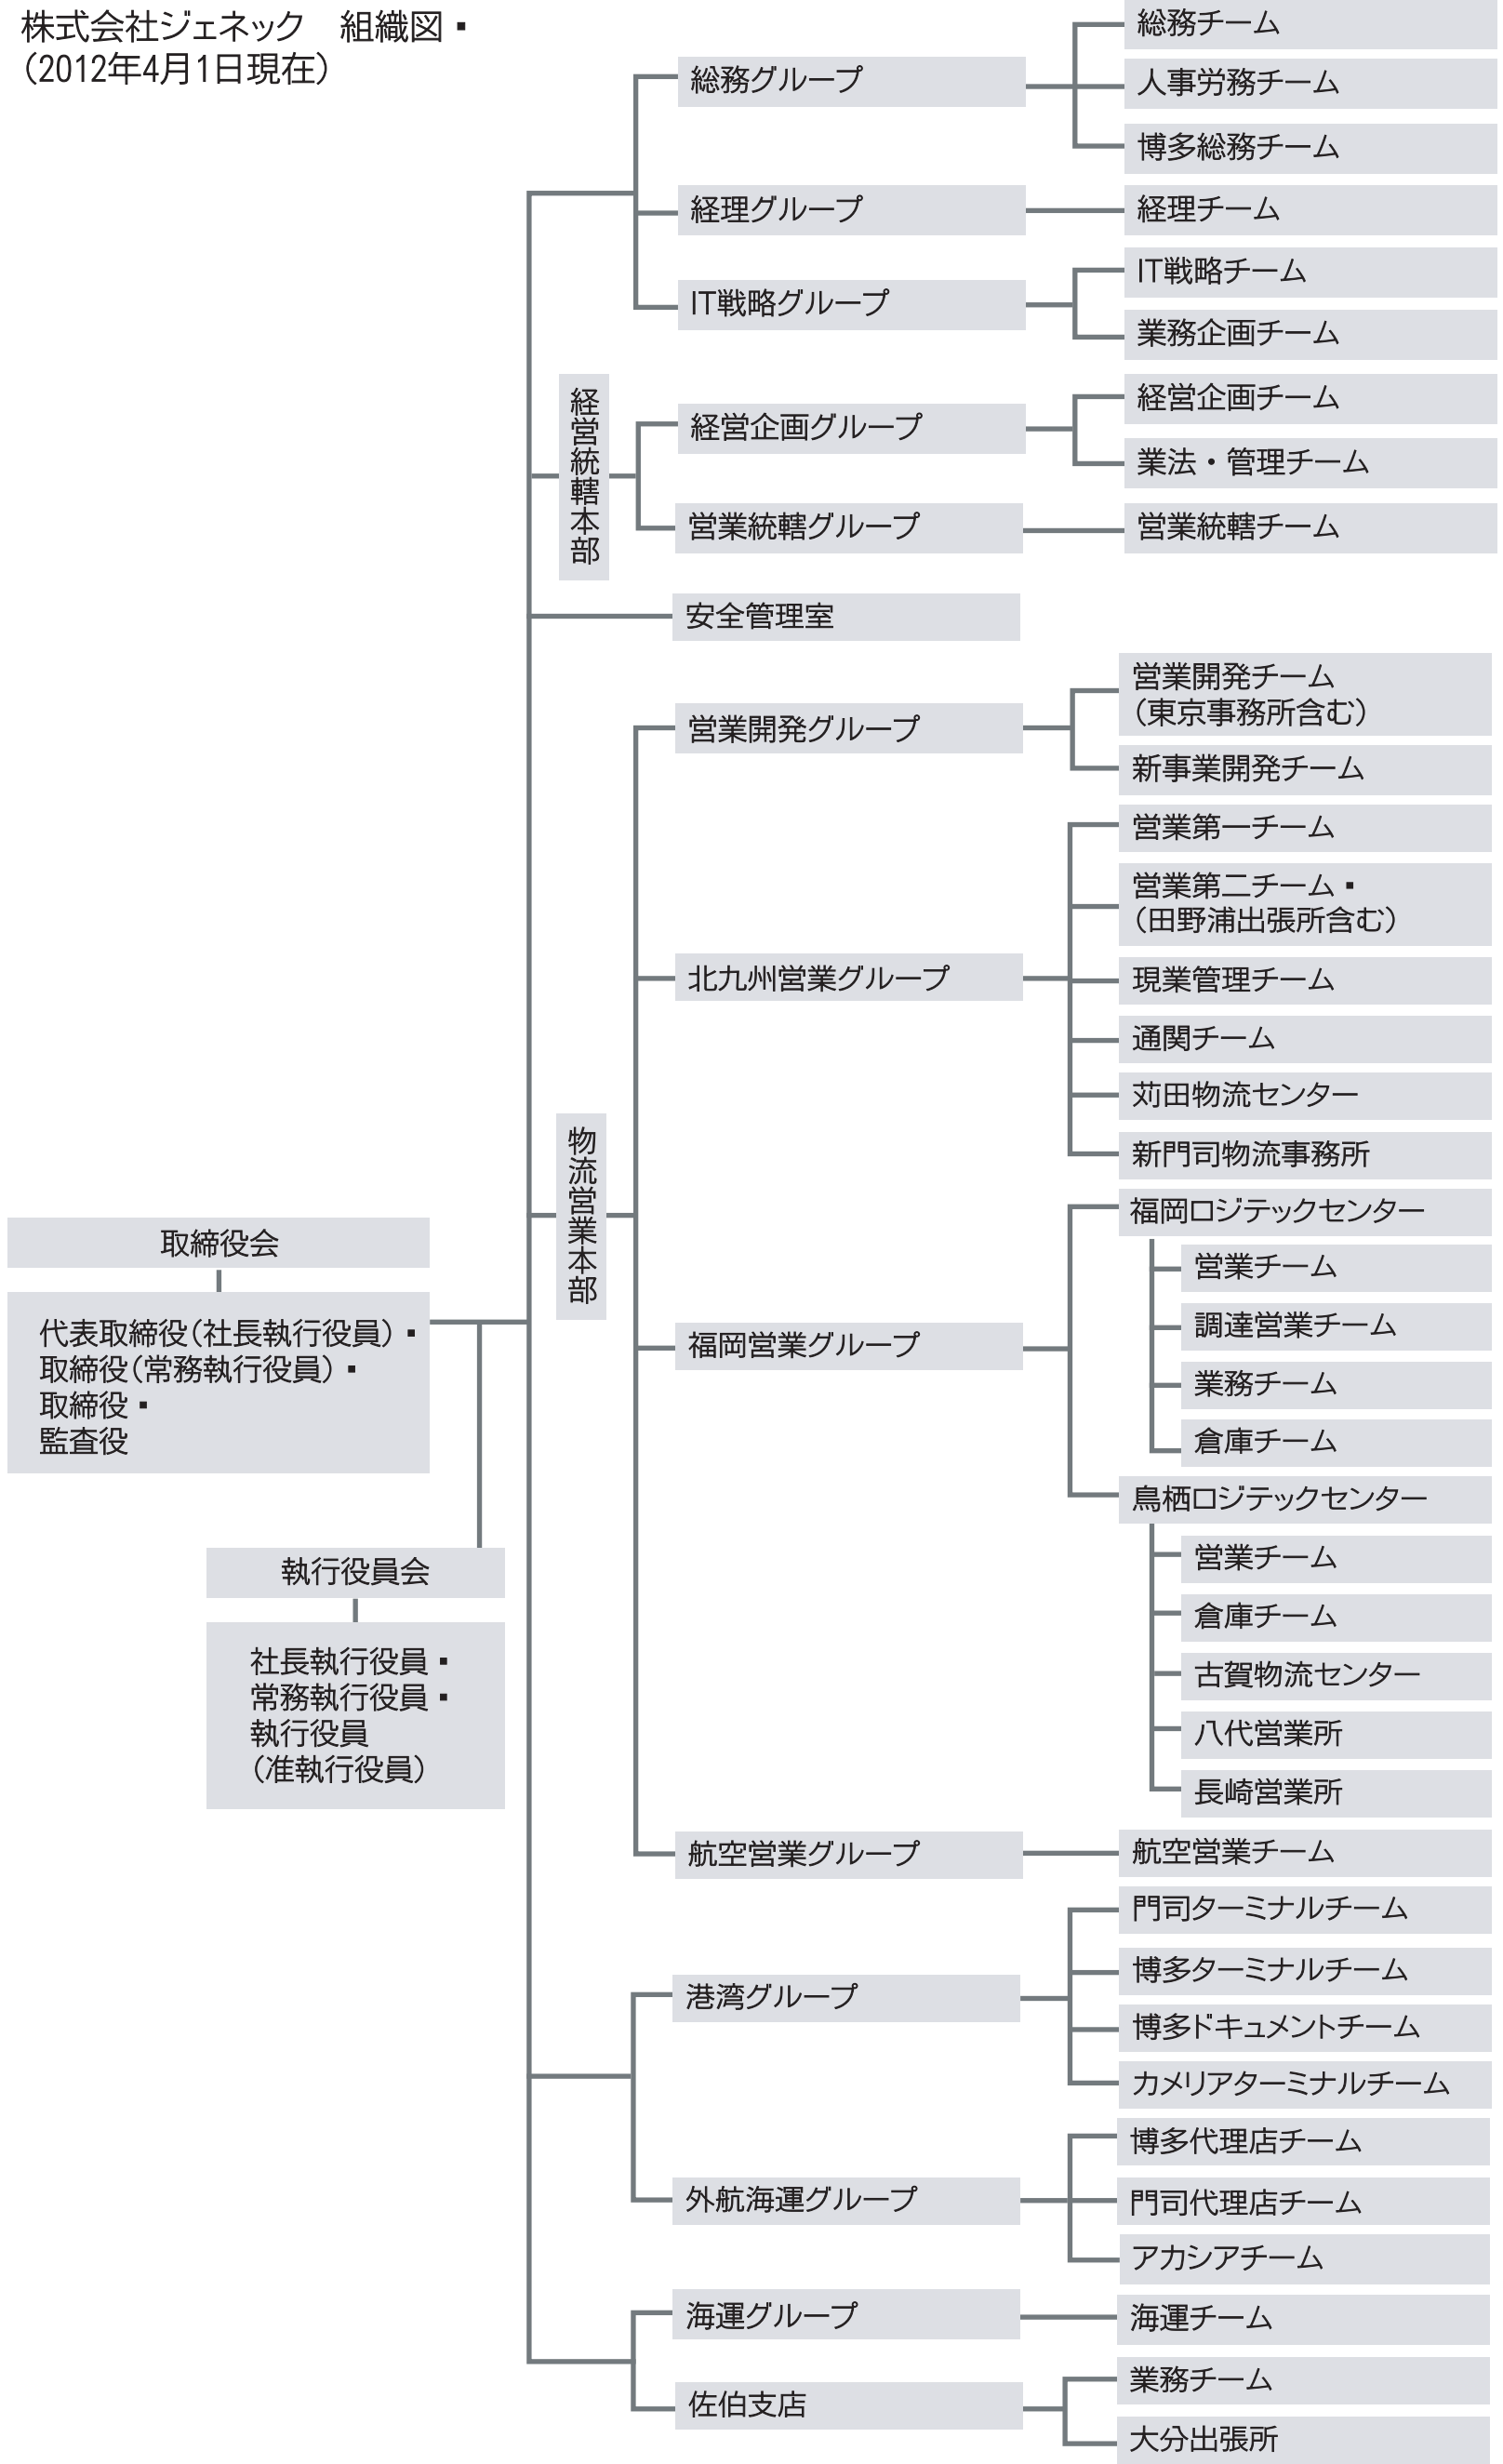 株式会社ジェネック　組織図・
（2012年4月1日現在）
取締役会
代表取締役（社長執行役員）・
取締役（常務執行役員）・
取締役・
監査役
執行役員会
社長執行役員・
常務執行役員・
執行役員
（准執行役員）
総務グループ
総務チーム
人事労務チーム
博多総務チーム
経理グループ
経理チーム
IT戦略グループ
IT戦略チーム
業務企画チーム
経営統轄本部
経営企画グループ
経営企画チーム
業法・管理チーム
営業統轄グループ
営業統轄チーム
安全管理室
物流営業本部
営業開発グループ
営業開発チーム
（東京事務所含む）
新事業開発チーム
北九州営業グループ
営業第一チーム
営業第二チーム・
（田野浦出張所含む）
現業管理チーム
通関チーム
苅田物流センター
新門司物流事務所
福岡営業グループ
福岡ロジテックセンター
営業チーム
調達営業チーム
業務チーム
倉庫チーム
鳥栖ロジテックセンター
営業チーム
倉庫チーム
古賀物流センター
八代営業所
長崎営業所
航空営業グループ
航空営業チーム
港湾グループ
門司ターミナルチーム
博多ターミナルチーム
博多ドキュメントチーム
カメリアターミナルチーム
外航海運グループ
博多代理店チーム
門司代理店チーム
アカシアチーム
海運グループ
海運チーム
佐伯支店
業務チーム
大分出張所